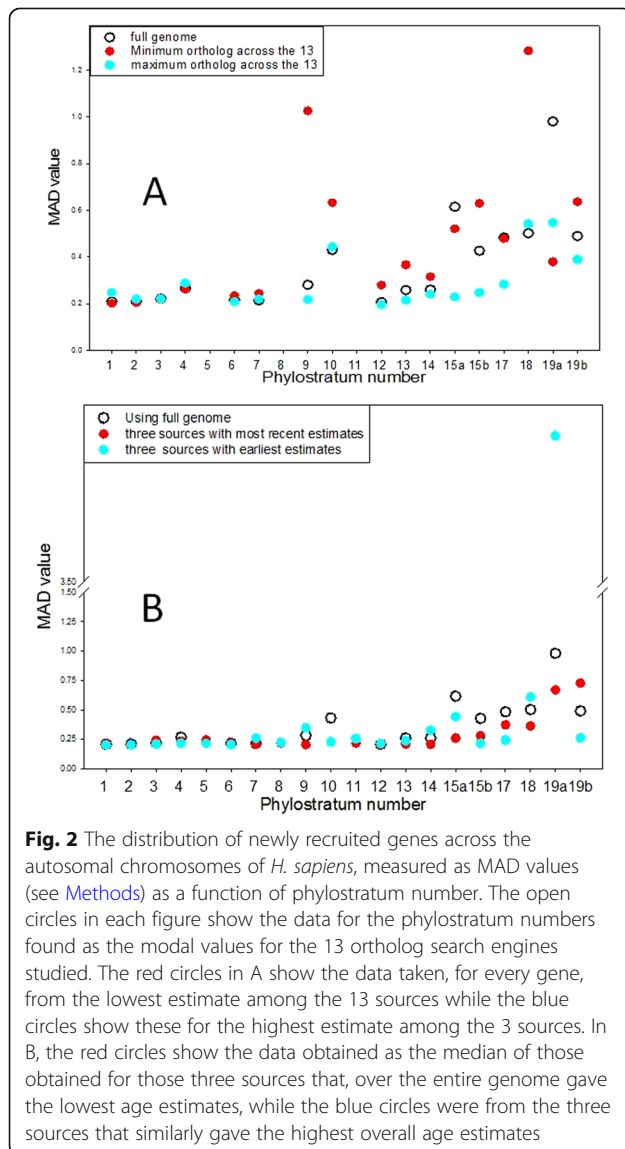 full genome
Minimum ortholog across the 13
maximum ortholog across the 13
1.2
1.0
0.8
0.6
0.4
0.2
0.0
MAD value
A
1 2 3 4 6 7 9 10 11 12 13 14 15a 15b 17 18 19a 19b
Phylostratum number
Using full genome
three sources with most recent estimates
three sources with earliest estimates
3.50
1.50
1.00
0.75
0.50
0.25
0.00
MAD value
B
1 2 3 4 5 6 7 8 9 10 11 12 13 14 15a 15b 17 18 19a 19b
Phylostratum number
Fig. 2 The distribution of newly recruited genes across the
autosomal chromosomes of H. sapiens, measured as MAD values
(see Methods) as a function of phylostratum number. The open
circles in each figure show the data for the phylostratum numbers
found as the modal values for the 13 ortholog search engines
studied. The red circles in A show the data taken, for every gene,
from the lowest estimate among the 13 sources while the blue
circles show these for the highest estimate among the 3 sources. In
B, the red circles show the data obtained as the median of those
obtained for those three sources that, over the entire genome gave
the lowest age estimates, while the blue circles were from the three
sources that similarly gave the highest overall age estimates